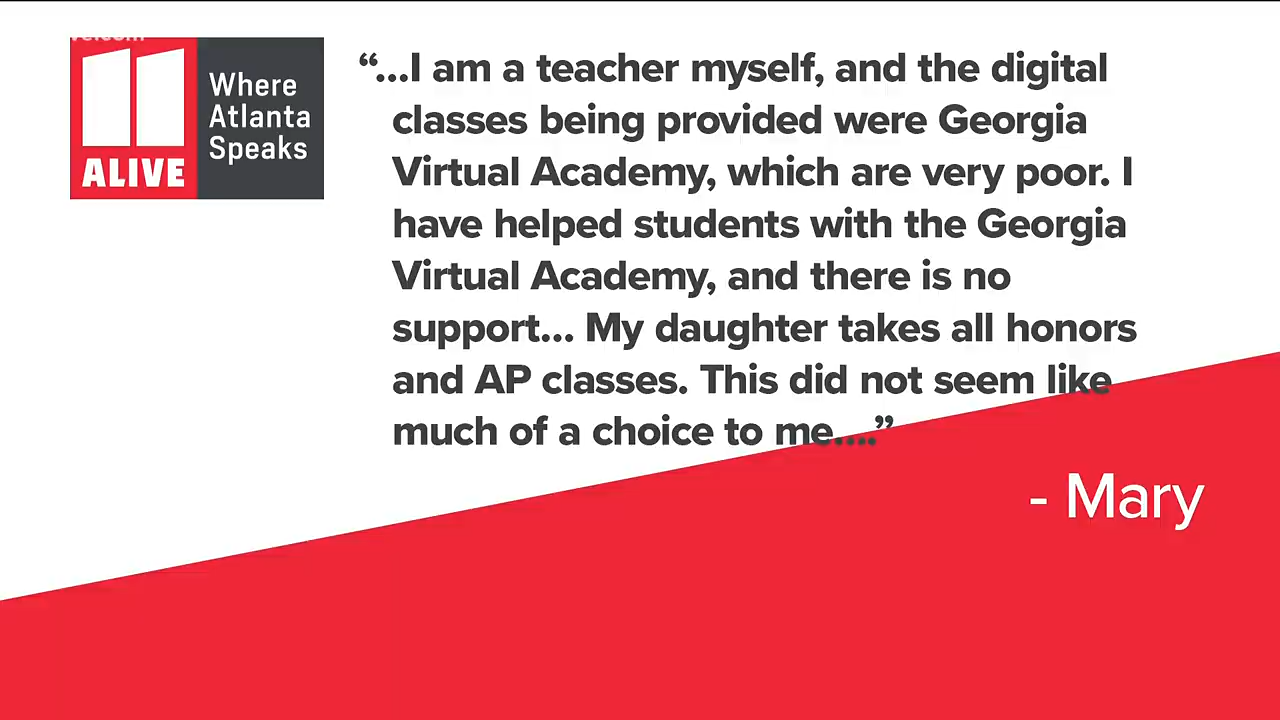 11
ALIVE
Where
Atlanta
Speaks
“...I am a teacher myself, and the digital
classes being provided were Georgia
Virtual Academy, which are very poor. I
have helped students with the Georgia
Virtual Academy, and there is no
support... My daughter takes all honors
and AP classes. This did not seem like
much of a choice to me....”
- Mary